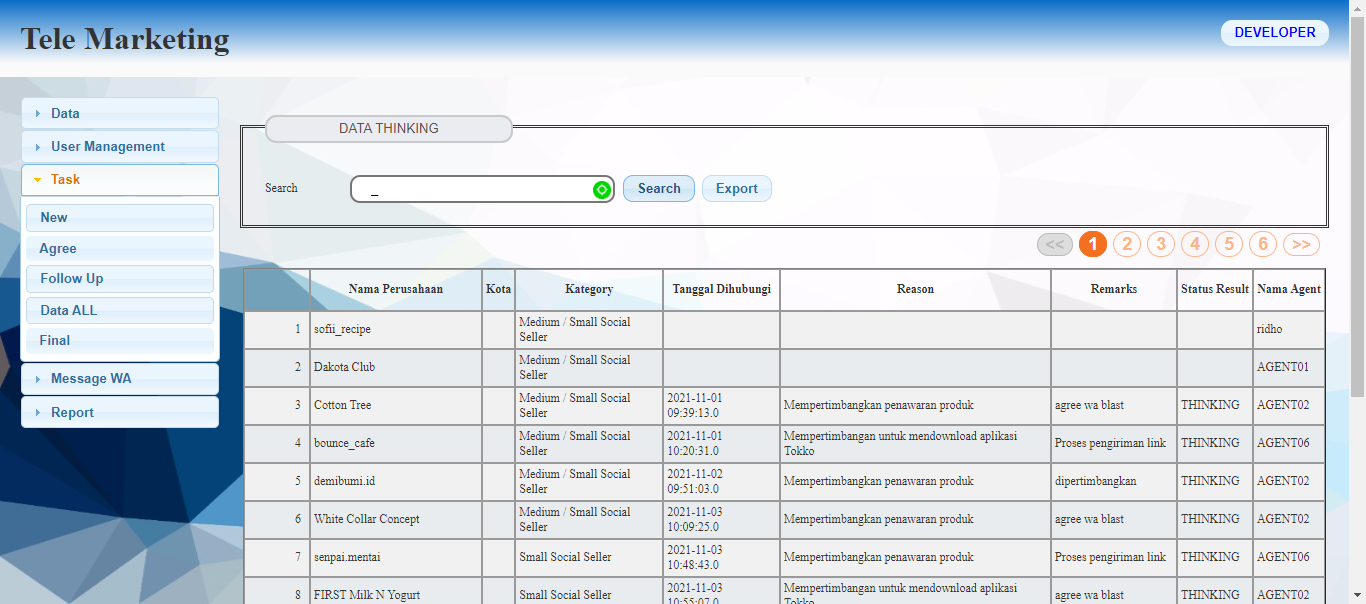 Tele Marketing
DEVELOPER
Data
User Management
Task
New
Agree
Follow Up
Data ALL
Final
Message WA
Report
DATA THINKING
Search _ Search Export
<< 1 2 3 4 5 6 >>
Nama Perusahaan Kota Kategory Tanggal Dihubungi Reason Remarks Status Result Nama Agent
1 sofii_recipe Medium / Small Social Seller ridho
2 Dakota Club Medium / Small Social Seller AGENT01
3 Cotton Tree Medium / Small Social Seller 2021-11-01 09:39:13.0 Mempertimbangkan penawaran produk agree wa blast THINKING AGENT02
4 bounce_cafe Medium / Small Social Seller 2021-11-01 10:20:31.0 Mempertimbangan untuk mendownload aplikasi Tokko Proses pengiriman link THINKING AGENT06
5 demibumi.id Medium / Small Social Seller 2021-11-02 09:51:03.0 Mempertimbangkan penawaran produk dipertimbangkan THINKING AGENT02
6 White Collar Concept Medium / Small Social Seller 2021-11-03 10:09:25.0 Mempertimbangkan penawaran produk agree wa blast THINKING AGENT02
7 senpai.mentai Small Social Seller 2021-11-03 10:48:43.0 Mempertimbangkan penawaran produk Proses pengiriman link THINKING AGENT06
8 FIRST Milk N Yogurt Small Social Seller 2021-11-03 10:55:07.0 Mempertimbangan untuk mendownload aplikasi Tokko agree wa blast THINKING AGENT02